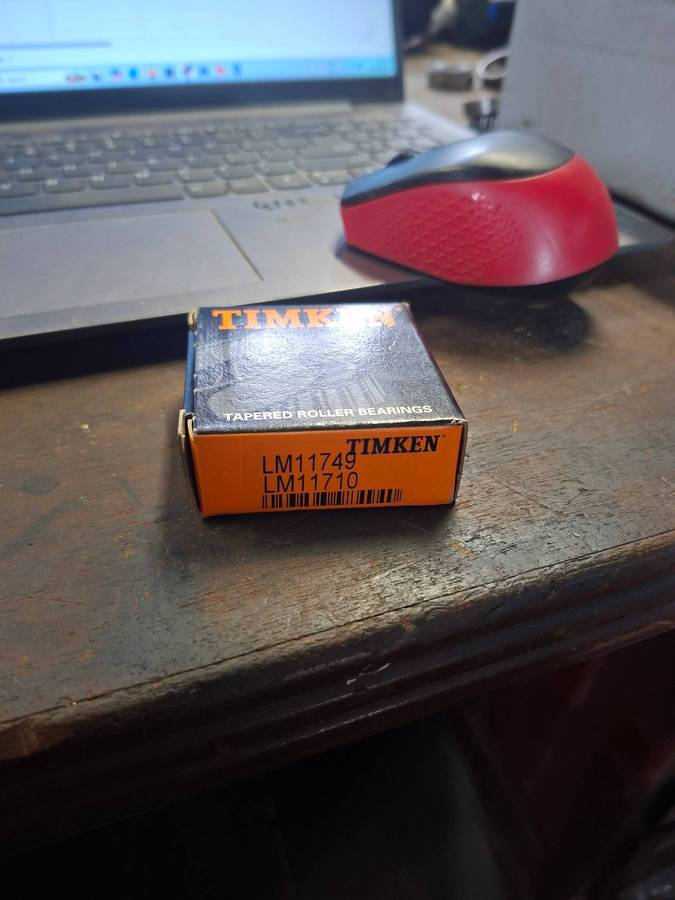 TIMKEN
TAPERED ROLLER BEARINGS
TIMKEN
LM11749
LM11710